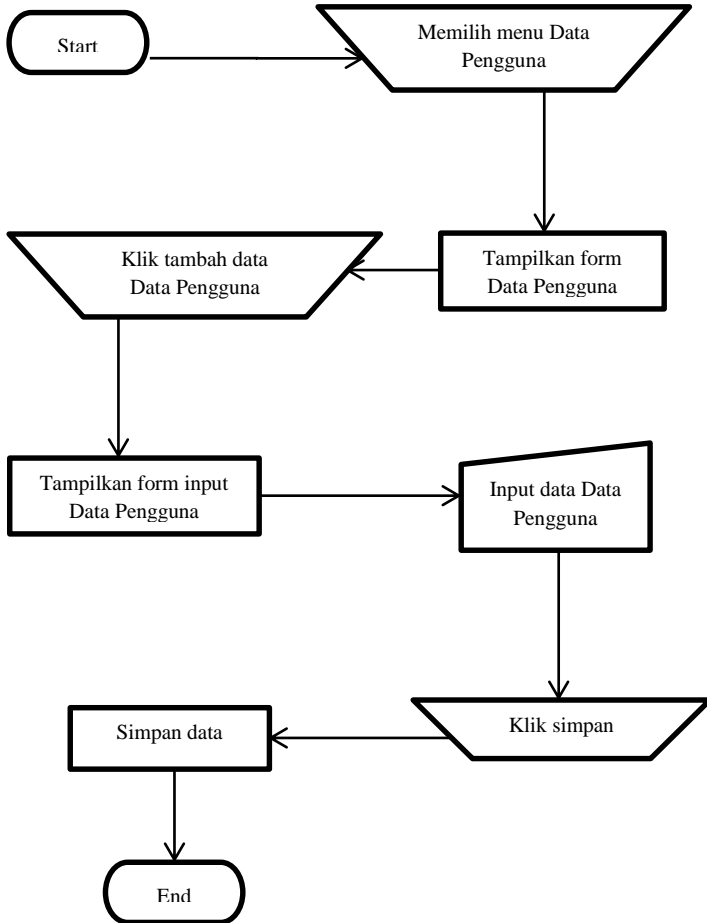 Start
Memilih menu Data
Pengguna
Tampilkan form
Data Pengguna
Klik tambah data
Data Pengguna
Tampilkan form input
Data Pengguna
Input data Data
Pengguna
Klik simpan
Simpan data
End